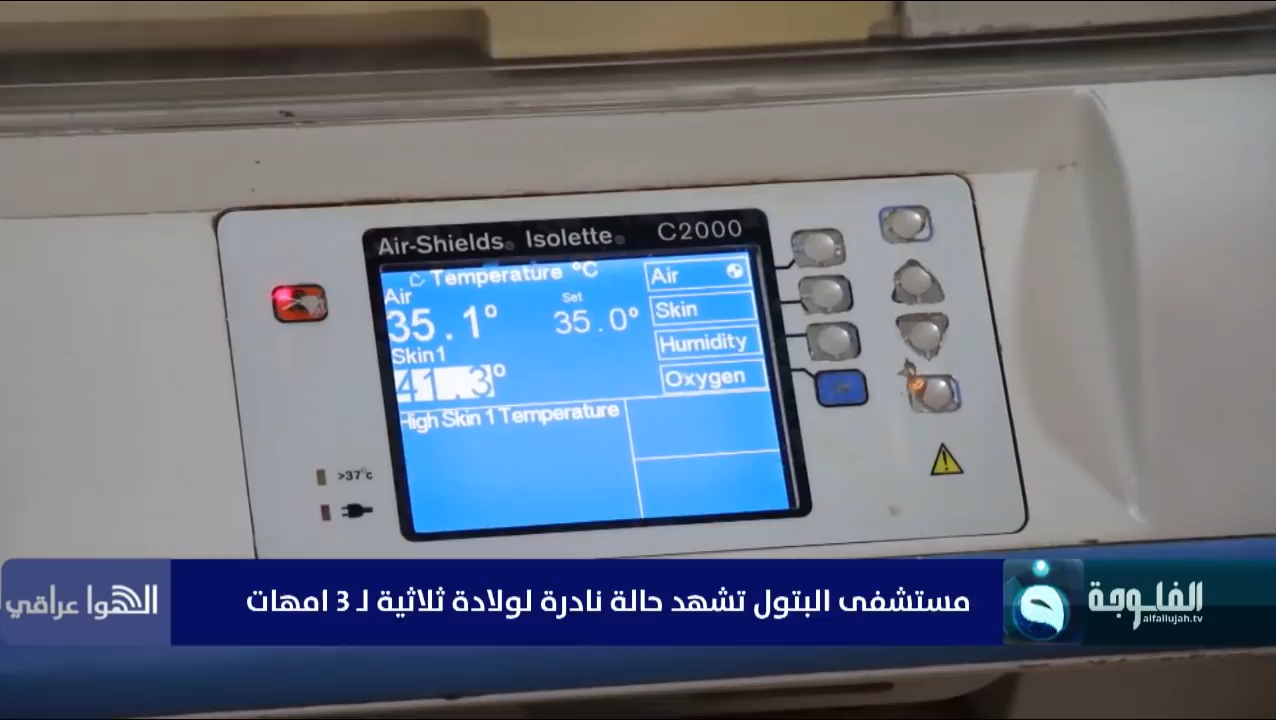 Air-Shields® Isolette® C2000
Temperature °C
Air
35.1°
Set
35.0°
Skin1
41.3°
High Skin 1 Temperature
Air
Skin
Humidity
Oxygen
>37°c
الفلوجة
alfallujah.tv
مستشفى البتول تشهد حالة نادرة لولادة ثلاثية لـ 3 امهات
الهوا عراقي